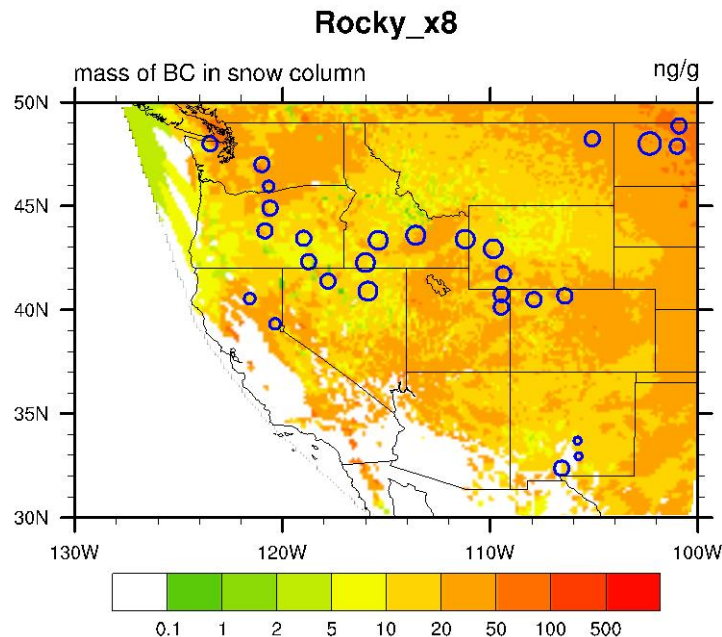 Rocky_x8
mass of BC in snow column ng/g
50N
45N
40N
35N
30N
130W 120W 110W 100W
0.1 1 2 5 10 20 50 100 500